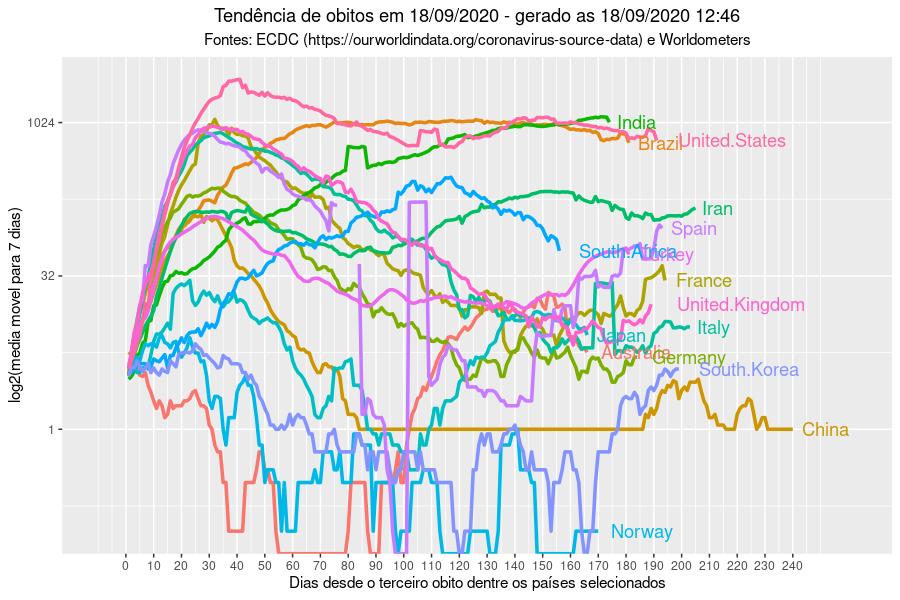 Tendência de obitos em 18/09/2020 - gerado as 18/09/2020 12:46
Fontes: ECDC (https://ourworldindata.org/coronavirus-source-data) e Worldometers
log2(media movel para 7 dias)
1024
32
1
India
Brazil
United.States
Iran
Spain
South.Africa
Turkey
France
United.Kingdom
Italy
Japan
Australia
Germany
South.Korea
China
Norway
0 10 20 30 40 50 60 70 80 90 100 110 120 130 140 150 160 170 180 190 200 210 220 230 240
Dias desde o terceiro obito dentre os países selecionados